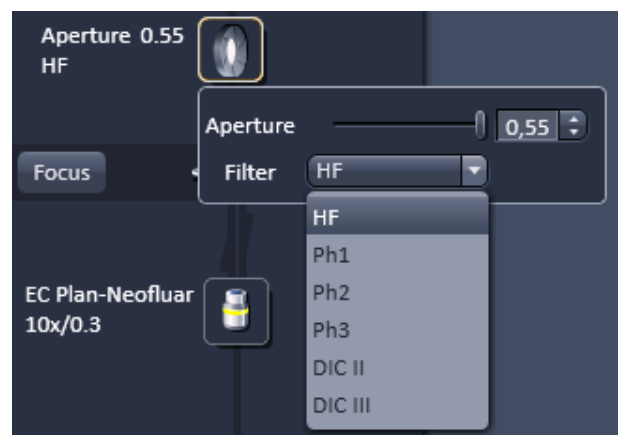 Aperture 0.55
HF
Aperture 0,55
Focus
Filter HF
HF
Ph1
Ph2
Ph3
DIC II
DIC III
EC Plan-Neofluar
10x/0.3